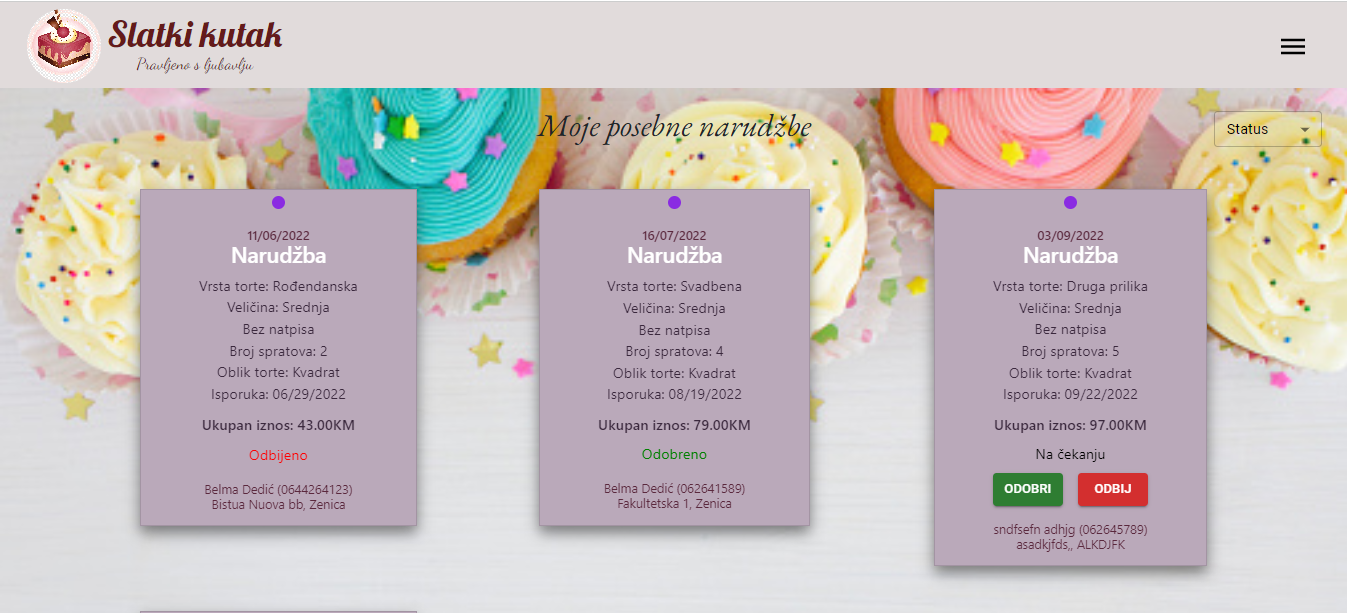 Slatki kutak
Pravljeno s ljubavlju
Moje posebne narudžbe
Status
11/06/2022
Narudžba
Vrsta torte: Rođendanska
Veličina: Srednja
Bez natpisa
Broj spratova: 2
Oblik torte: Kvadrat
Isporuka: 06/29/2022
Ukupan iznos: 43.00KM
Odbijeno
Belma Dedić (0644264123)
Bistua Nuova bb, Zenica
16/07/2022
Narudžba
Vrsta torte: Svadbena
Veličina: Srednja
Bez natpisa
Broj spratova: 4
Oblik torte: Kvadrat
Isporuka: 08/19/2022
Ukupan iznos: 79.00KM
Odobreno
Belma Dedić (062641589)
Fakultetska 1, Zenica
03/09/2022
Narudžba
Vrsta torte: Druga prilika
Veličina: Srednja
Bez natpisa
Broj spratova: 5
Oblik torte: Kvadrat
Isporuka: 09/22/2022
Ukupan iznos: 97.00KM
Na čekanju
ODOBRI ODBIJ
sndfsefn adhjg (062645789)
asadkjfds,, ALKDJFK